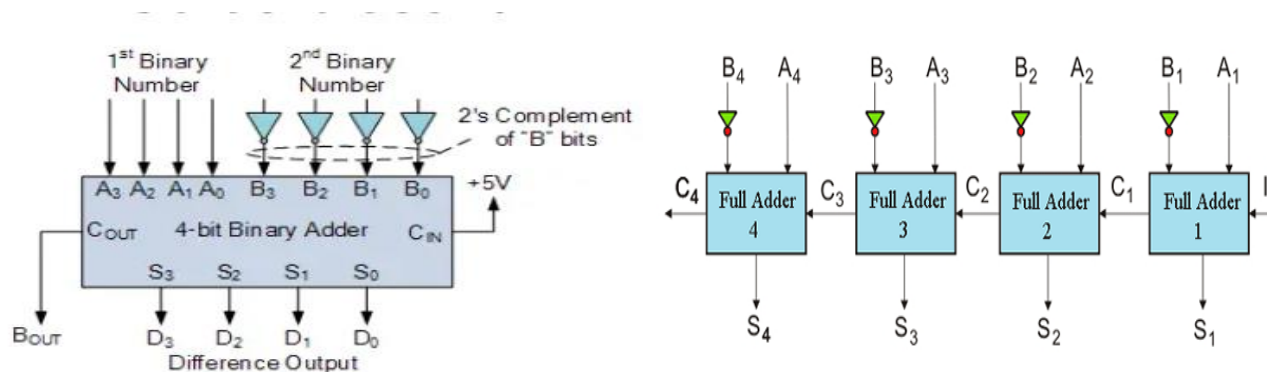 1st Binary Number
2nd Binary Number
2's Complement of "B" bits
A3 A2 A1 A0 B3 B2 B1 B0
+5V
COUT 4-bit Binary Adder CIN
S3 S2 S1 S0
BOUT D3 D2 D1 D0
Difference Output
B4 A4 B3 A3 B2 A2 B1 A1
C4 Full Adder 4 C3 Full Adder 3 C2 Full Adder 2 C1 Full Adder 1
S4 S3 S2 S1